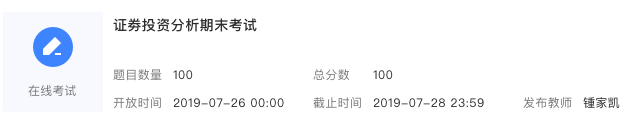 证券投资分析期末考试
题目数量 100 总分数 100
在线考试
开放时间 2019-07-26 00:00 截止时间 2019-07-28 23:59 发布教师 锺家凯